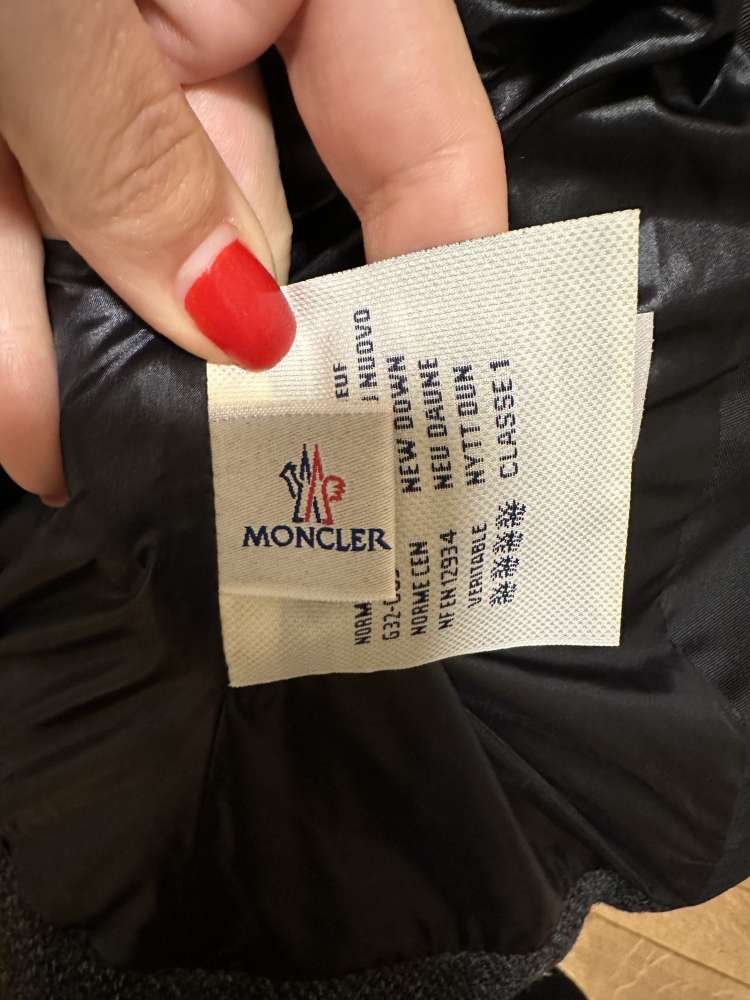 MONCLER
EUF
NUOVO
NEW DOWN
NEU DAUNE
NYTT DUN
CLASSE 1
NORM
G32-
NORME CEN
NF EN 12934
VERITABLE